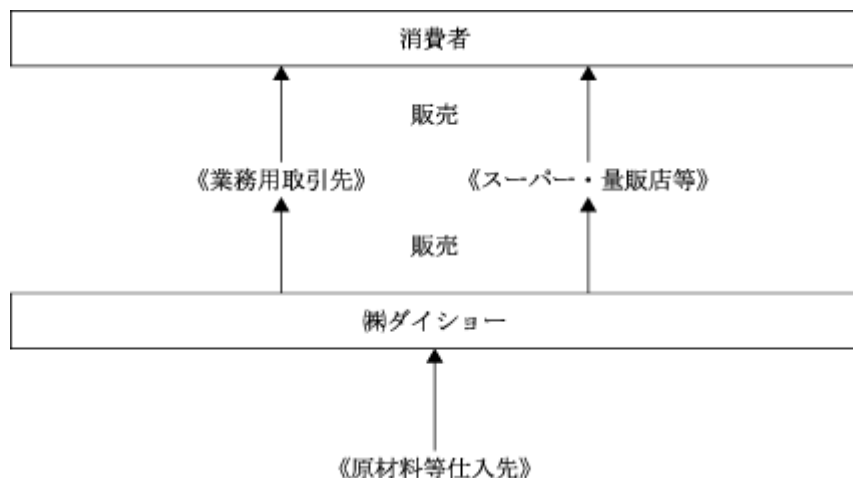 消費者
販売
《業務用取引先》 《スーパー・量販店等》
販売
㈱ダイショー
《原材料等仕入先》